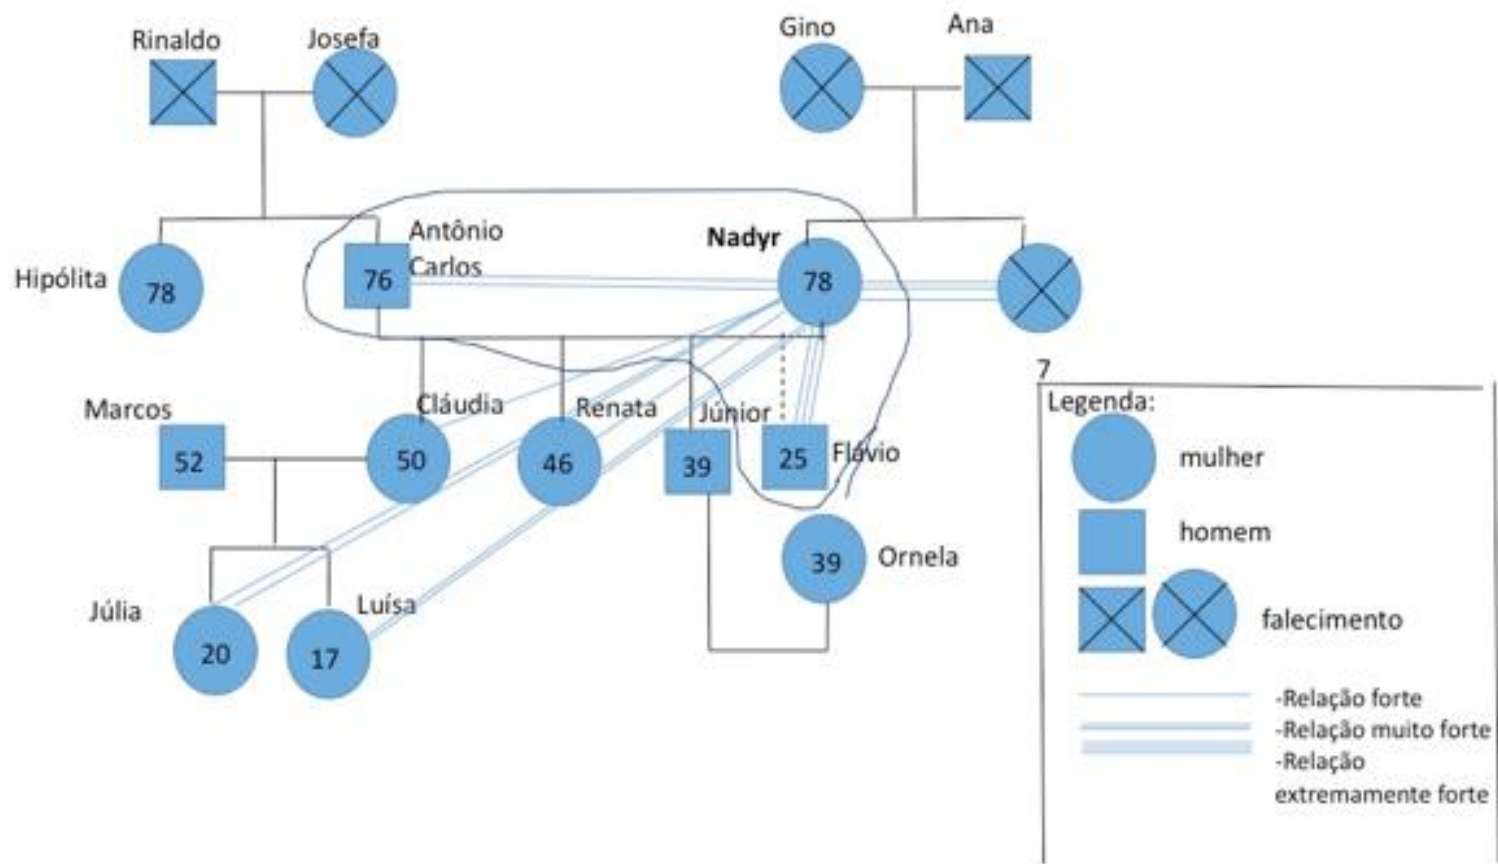 Rinaldo
Josefa
Gino
Ana
Antônio
Carlos
Nadyr
Hipólita
78
76
78
Marcos
Cláudia
Renata
Júnior
Flávio
52
50
46
39
25
Ornela
39
Júlia
Luísa
20
17
7
Legenda:
mulher
homem
falecimento
-Relação forte
-Relação muito forte
-Relação
extremamente forte